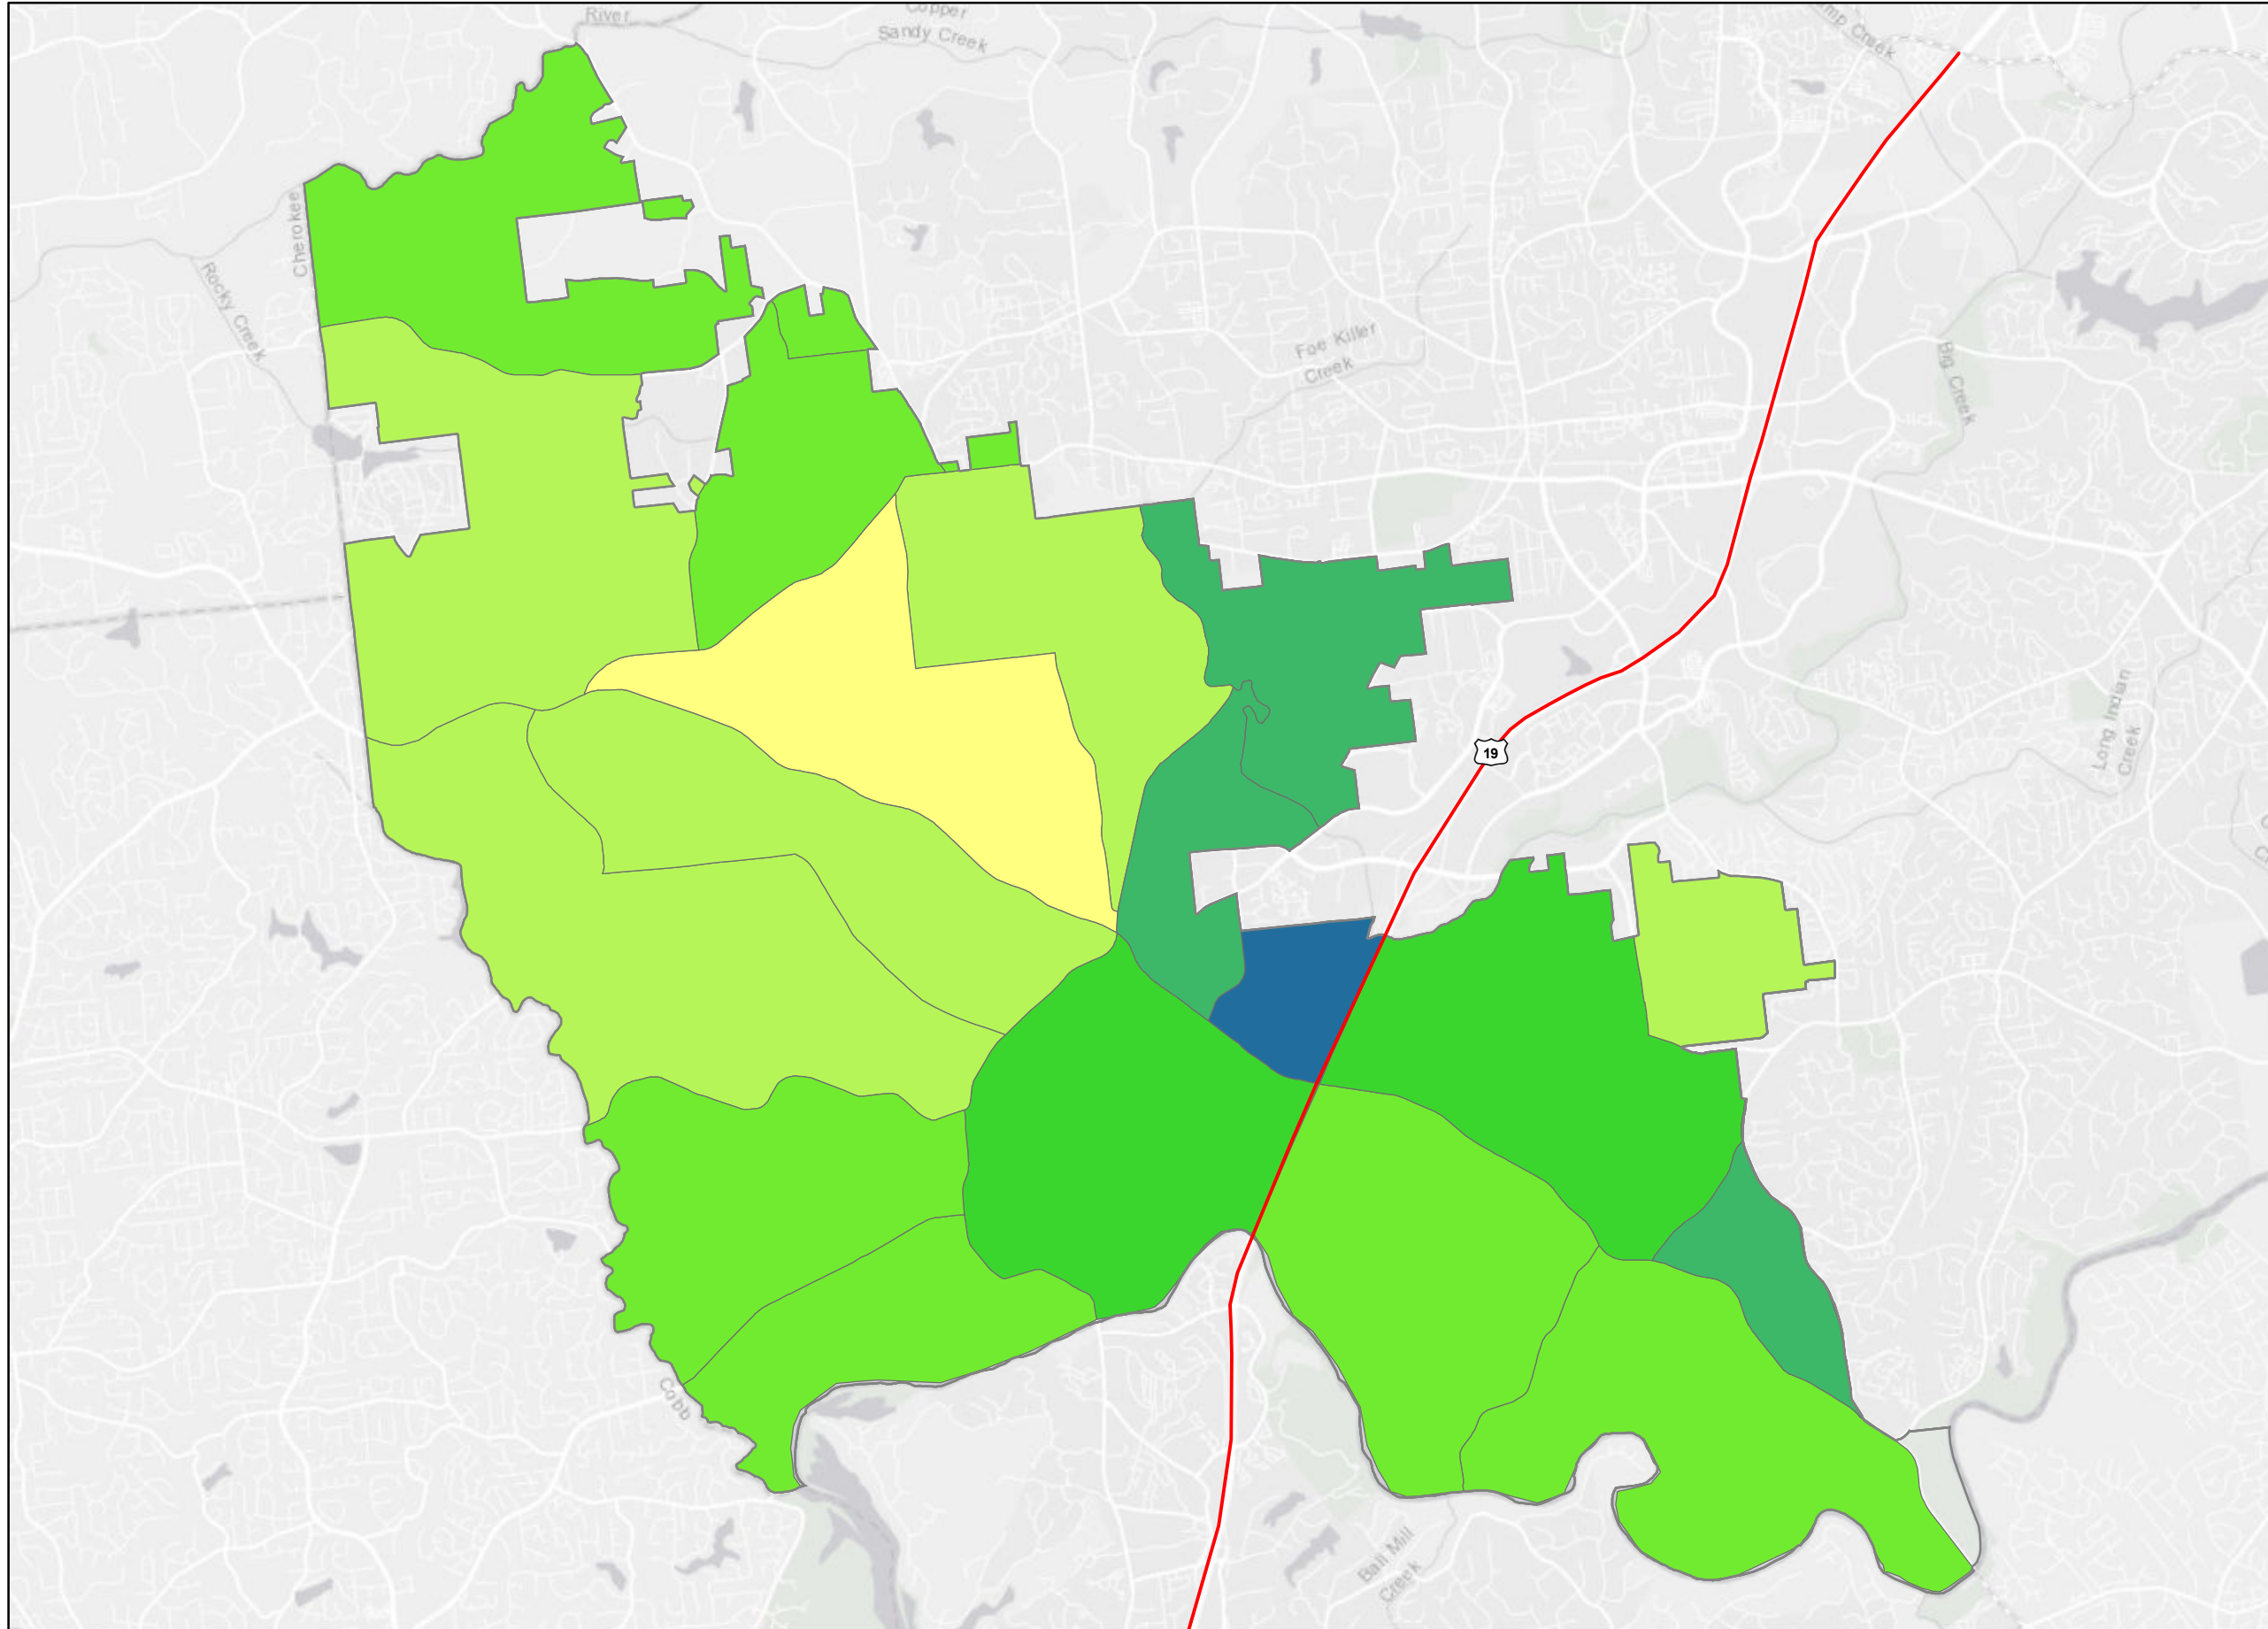 River
Copper
Sandy Creek
Camp Creek
Cherokee
Rocky Creek
Foe Killer
Creek
Big Creek
Long Indian
Creek
19
Cobb
Ball Mill
Creek